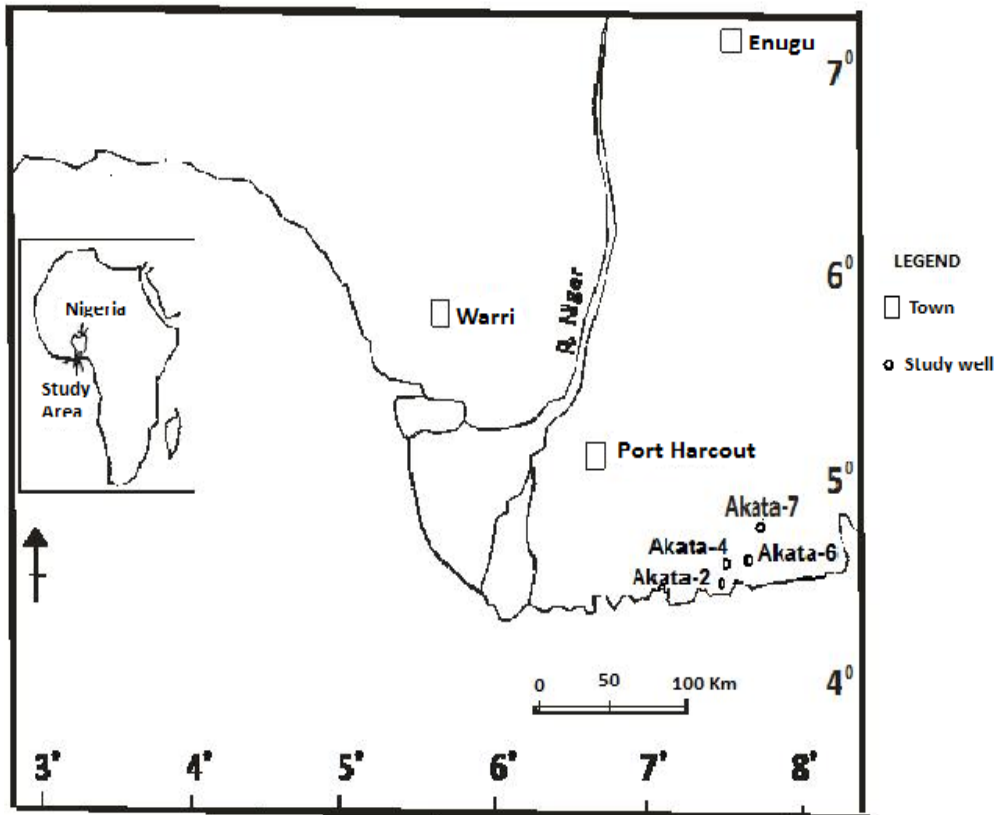 Enugu
7⁰
6⁰
LEGEND
Town
Study well
Nigeria
Study
Area
R. Niger
Warri
Port Harcout
5⁰
Akata-7
Akata-4
Akata-6
Akata-2
4⁰
0 50 100 Km
3° 4° 5° 6° 7° 8°